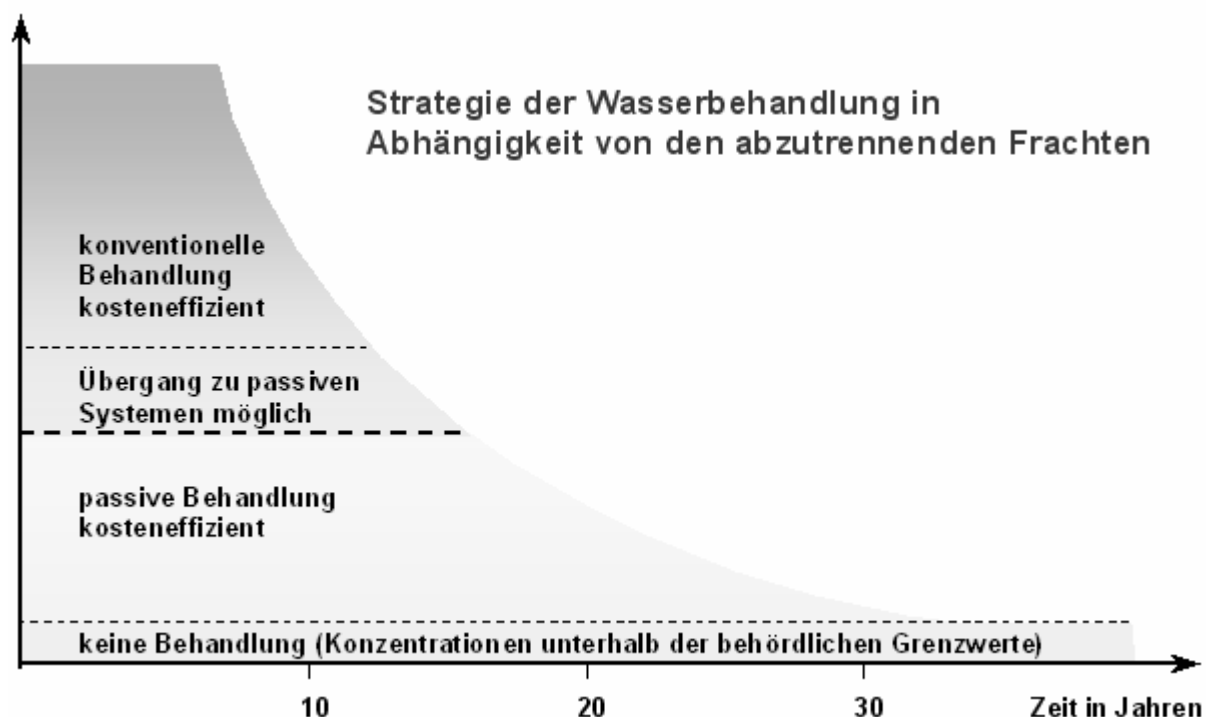 Strategie der Wasserbehandlung in
Abhängigkeit von den abzutrennenden Frachten
konventionelle
Behandlung
kosteneffizient
Übergang zu passiven
Systemen möglich
passive Behandlung
kosteneffizient
keine Behandlung (Konzentrationen unterhalb der behördlichen Grenzwerte)
10 20 30 Zeit in Jahren